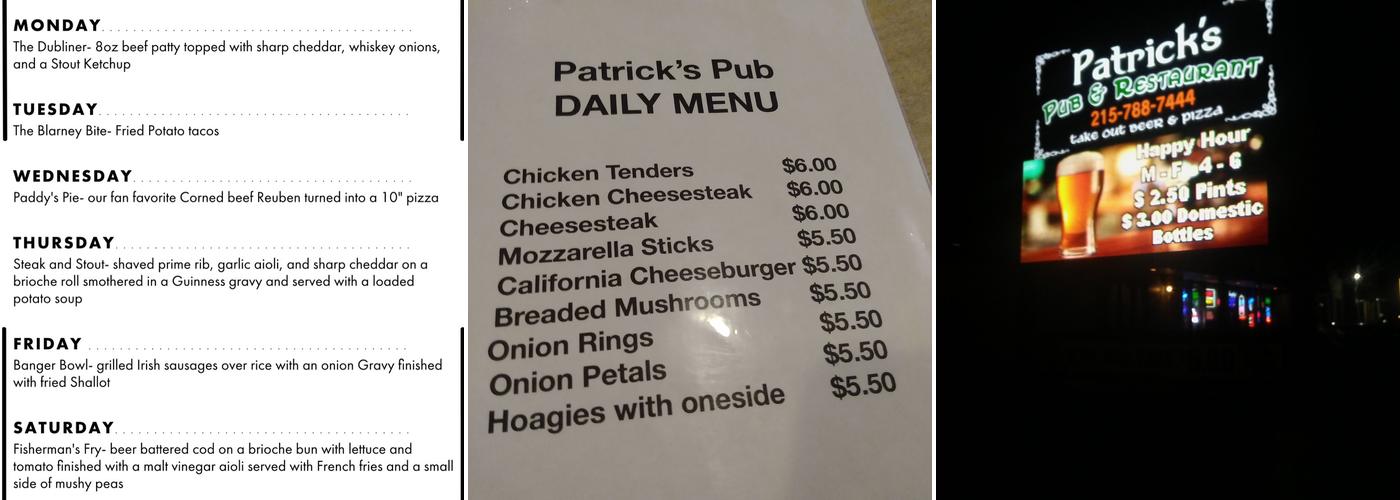 MONDAY
The Dubliner- 8oz beef patty topped with sharp cheddar, whiskey onions,
and a Stout Ketchup
TUESDAY
The Blarney Bite- Fried Potato tacos
WEDNESDAY
Paddy's Pie- our fan favorite Corned beef Reuben turned into a 10" pizza
THURSDAY
Steak and Stout- shaved prime rib, garlic aioli, and sharp cheddar on a
brioche roll smothered in a Guinness gravy and served with a loaded
potato soup
FRIDAY
Banger Bowl- grilled Irish sausages over rice with an onion Gravy finished
with fried Shallot
SATURDAY
Fisherman's Fry- beer battered cod on a brioche bun with lettuce and
tomato finished with a malt vinegar aioli served with French fries and a small
side of mushy peas
Patrick's Pub
DAILY MENU
Chicken Tenders $6.00
Chicken Cheesesteak $6.00
Cheesesteak $6.00
Mozzarella Sticks $5.50
California Cheeseburger $5.50
Breaded Mushrooms $5.50
Onion Rings $5.50
Onion Petals $5.50
Hoagies with oneside $5.50
Patrick's
Pub & Restaurant
215-788-7444
take out beer & pizza
Happy Hour
M - F 4 - 6
$ 2.50 Pints
$ 3.00 Domestic
Bottles